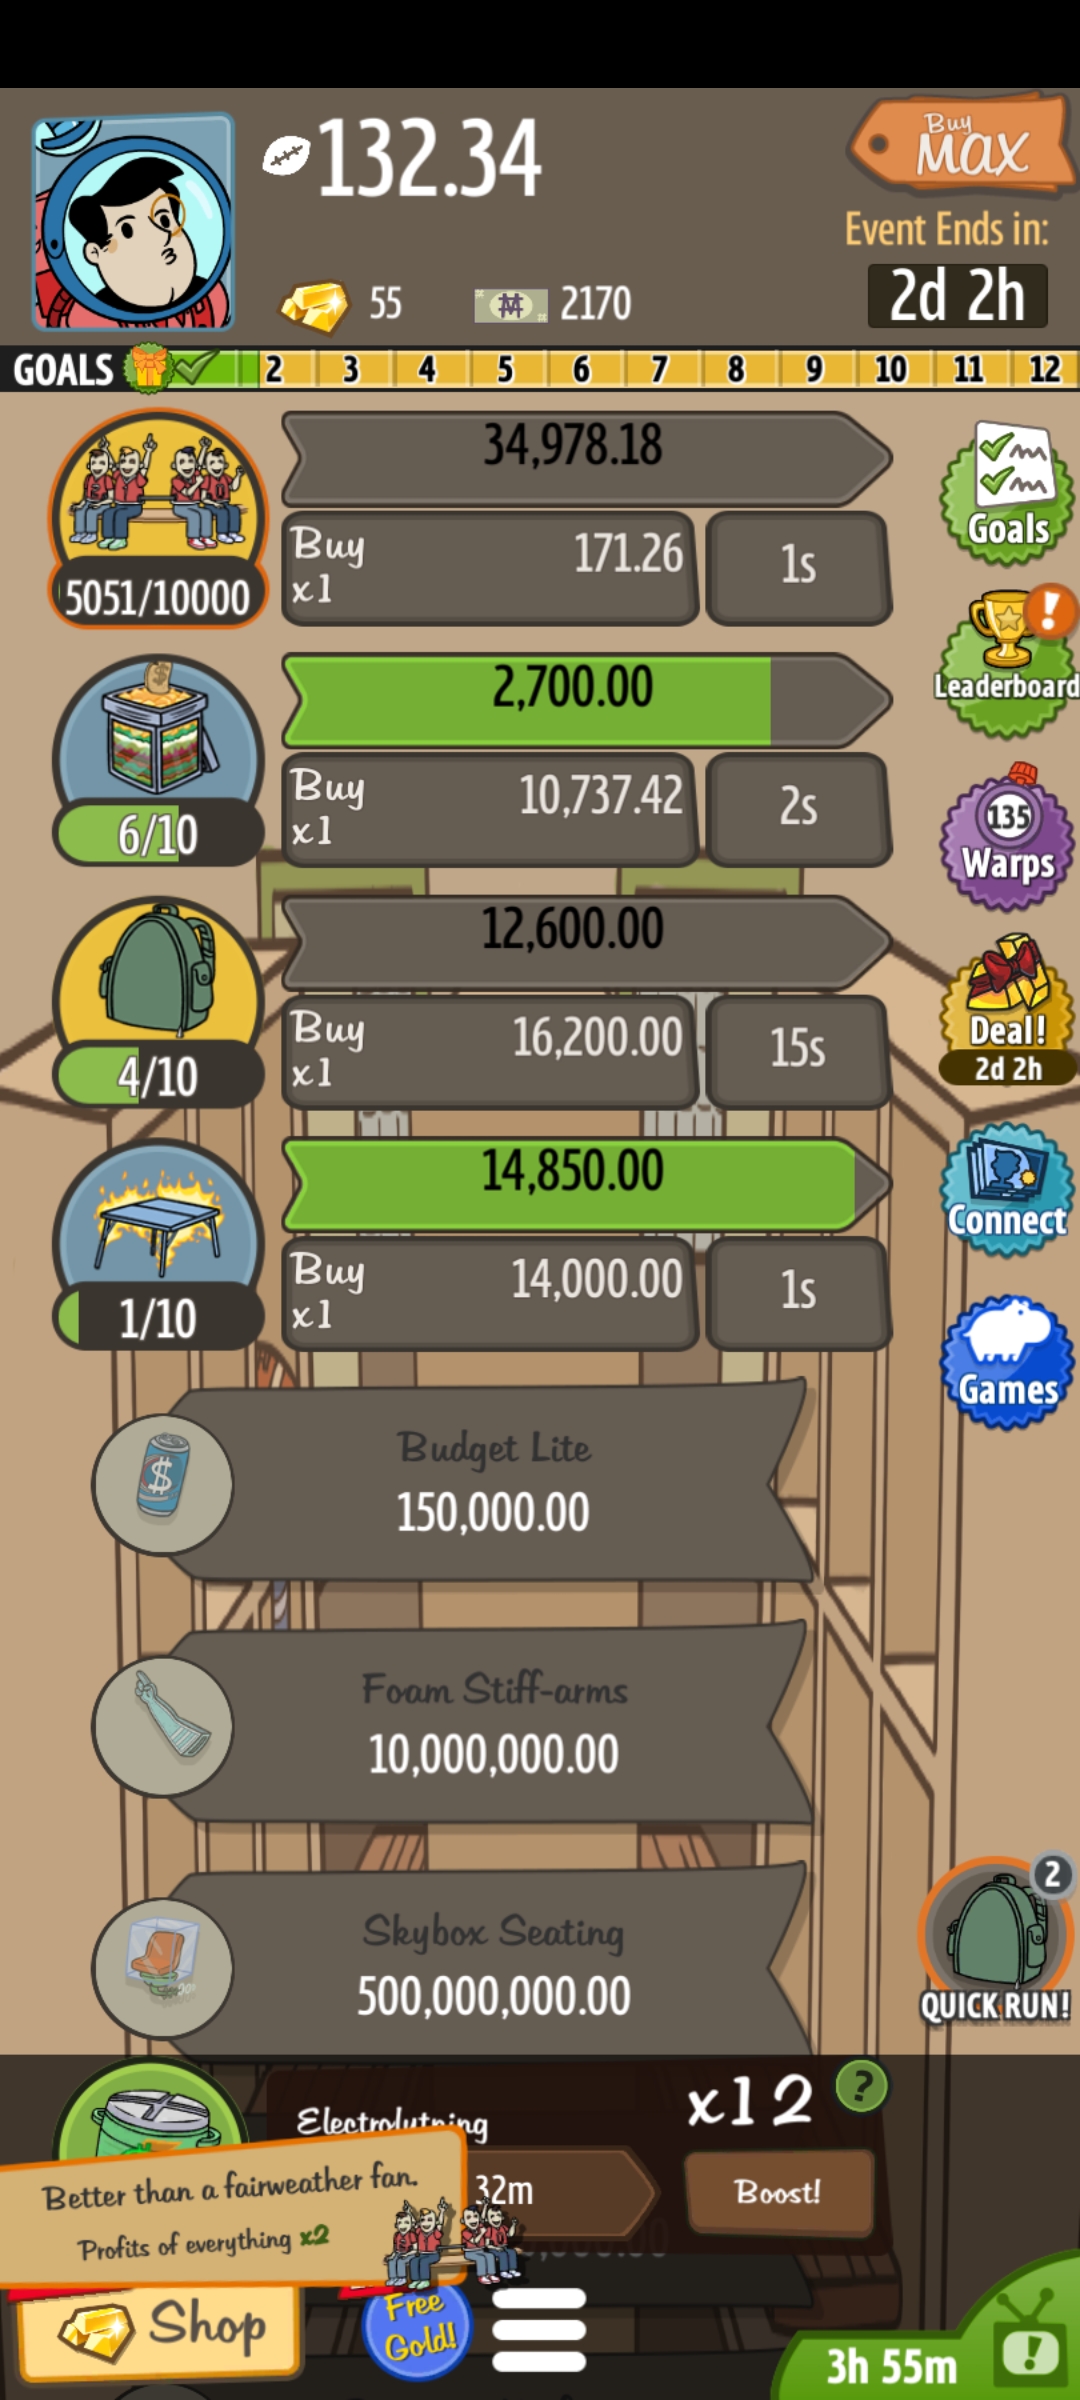 132.34
Buy
MAX
Event Ends in:
55
2170
2d 2h
GOALS 2 3 4 5 6 7 8 9 10 11 12
34,978.18
Buy
x1
171.26
1s
5051/10000
Goals
Leaderboard
2,700.00
Buy
x1
10,737.42
2s
6/10
135
Warps
12,600.00
Buy
x1
16,200.00
15s
4/10
Deal!
2d 2h
14,850.00
Buy
x1
14,000.00
1s
1/10
Connect
Games
Budget Lite
150,000.00
Foam Stiff-arms
10,000,000.00
Skybox Seating
500,000,000.00
2
QUICK RUN!
x12
?
32m
Boost!
Better than a fairweather fan.
Profits of everything x2
Shop
Free
Gold!
3h 55m